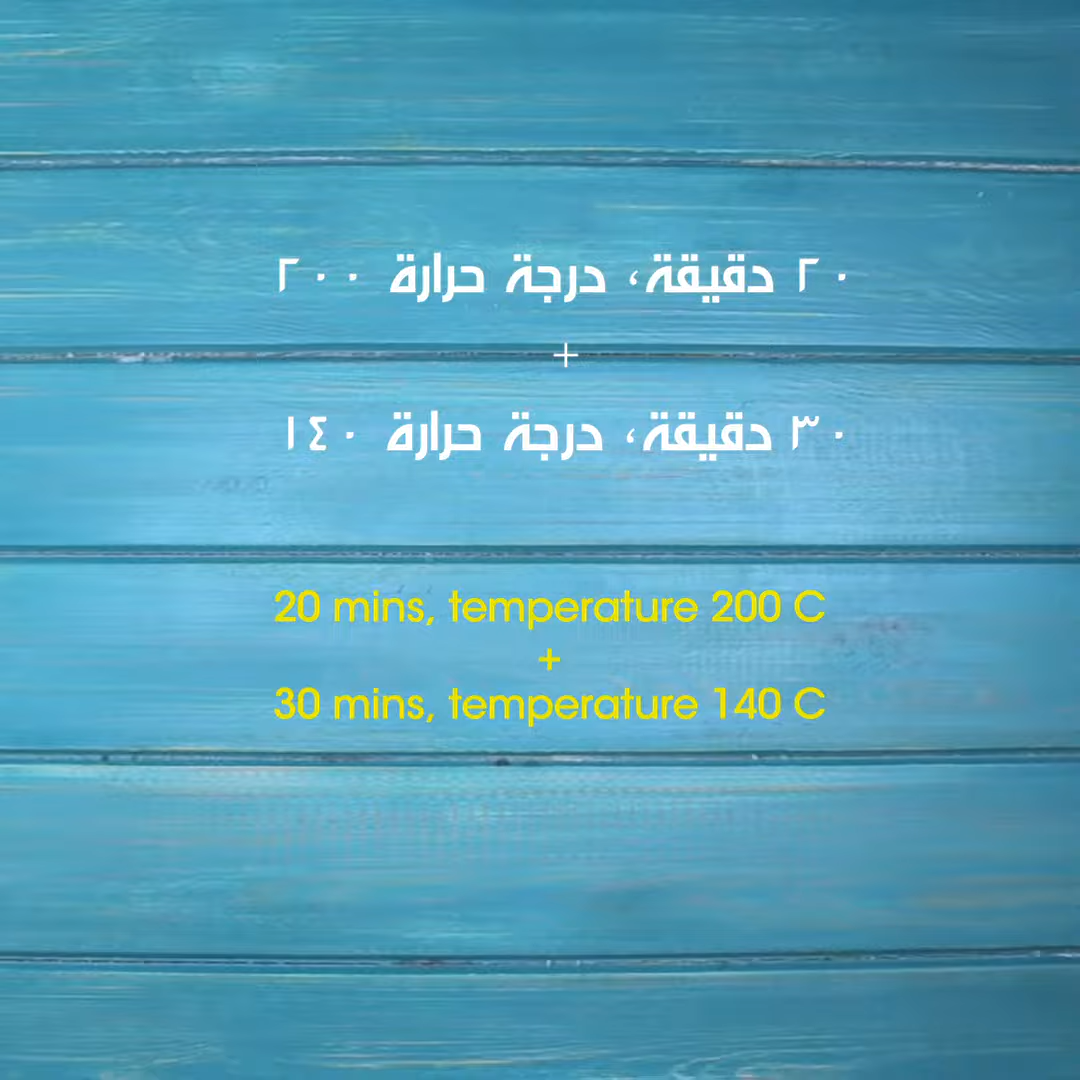 ٢٠ دقيقة، درجة حرارة ٢٠٠
+
٣٠ دقيقة، درجة حرارة ١٤٠
20 mins, temperature 200 C
+
30 mins, temperature 140 C